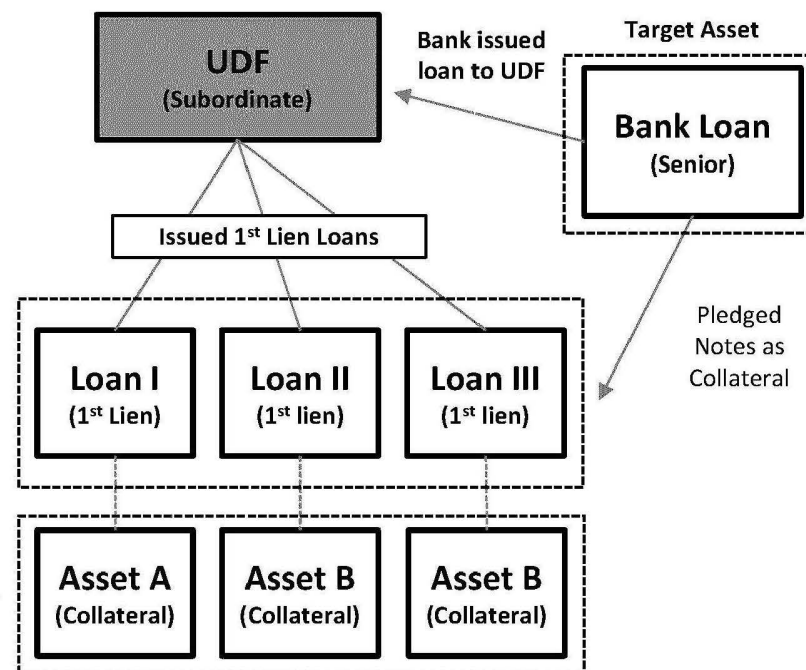 Target Asset
UDF
(Subordinate)
Bank issued
loan to UDF
Bank Loan
(Senior)
Issued 1st Lien Loans
Pledged
Notes as
Collateral
Loan I
(1st Lien)
Loan II
(1st lien)
Loan III
(1st lien)
Asset A
(Collateral)
Asset B
(Collateral)
Asset B
(Collateral)